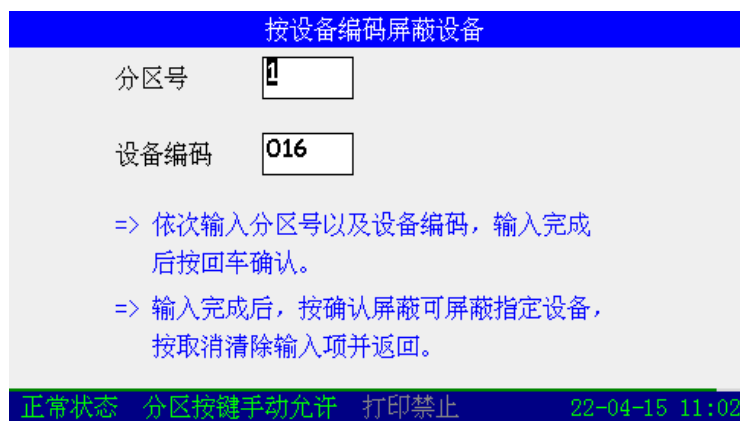 按设备编码屏蔽设备
分区号 1
设备编码 016
=> 依次输入分区号以及设备编码，输入完成
后按回车确认。
=> 输入完成后，按确认屏蔽可屏蔽指定设备，
按取消清除输入项并返回。
正常状态 分区按键手动允许 打印禁止 22-04-15 11:02